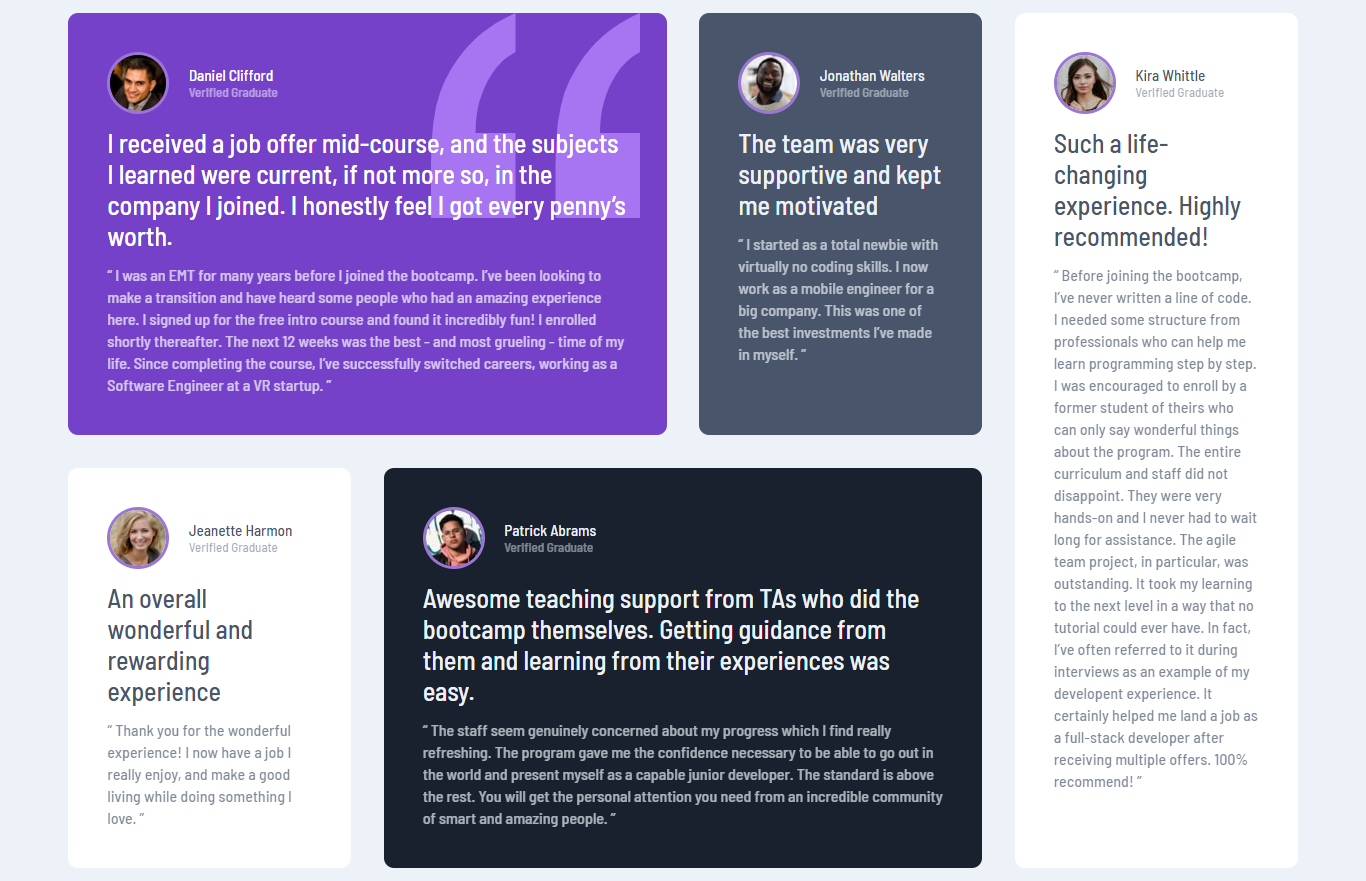 Daniel Clifford
Verified Graduate
I received a job offer mid-course, and the subjects
I learned were current, if not more so, in the
company I joined. I honestly feel I got every penny’s
worth.
“ I was an EMT for many years before I joined the bootcamp. I’ve been looking to
make a transition and have heard some people who had an amazing experience
here. I signed up for the free intro course and found it incredibly fun! I enrolled
shortly thereafter. The next 12 weeks was the best - and most grueling - time of my
life. Since completing the course, I’ve successfully switched careers, working as a
Software Engineer at a VR startup. ”
Jonathan Walters
Verified Graduate
The team was very
supportive and kept
me motivated
“ I started as a total newbie with
virtually no coding skills. I now
work as a mobile engineer for a
big company. This was one of
the best investments I’ve made
in myself. ”
Kira Whittle
Verified Graduate
Such a life-
changing
experience. Highly
recommended!
“ Before joining the bootcamp,
I’ve never written a line of code.
I needed some structure from
professionals who can help me
learn programming step by step.
I was encouraged to enroll by a
former student of theirs who
can only say wonderful things
about the program. The entire
curriculum and staff did not
disappoint. They were very
hands-on and I never had to wait
long for assistance. The agile
team project, in particular, was
outstanding. It took my learning
to the next level in a way that no
tutorial could ever have. In fact,
I’ve often referred to it during
interviews as an example of my
developent experience. It
certainly helped me land a job as
a full-stack developer after
receiving multiple offers. 100%
recommend! ”
Jeanette Harmon
Verified Graduate
An overall
wonderful and
rewarding
experience
“ Thank you for the wonderful
experience! I now have a job I
really enjoy, and make a good
living while doing something I
love. ”
Patrick Abrams
Verified Graduate
Awesome teaching support from TAs who did the
bootcamp themselves. Getting guidance from
them and learning from their experiences was
easy.
“ The staff seem genuinely concerned about my progress which I find really
refreshing. The program gave me the confidence necessary to be able to go out in
the world and present myself as a capable junior developer. The standard is above
the rest. You will get the personal attention you need from an incredible community
of smart and amazing people. ”